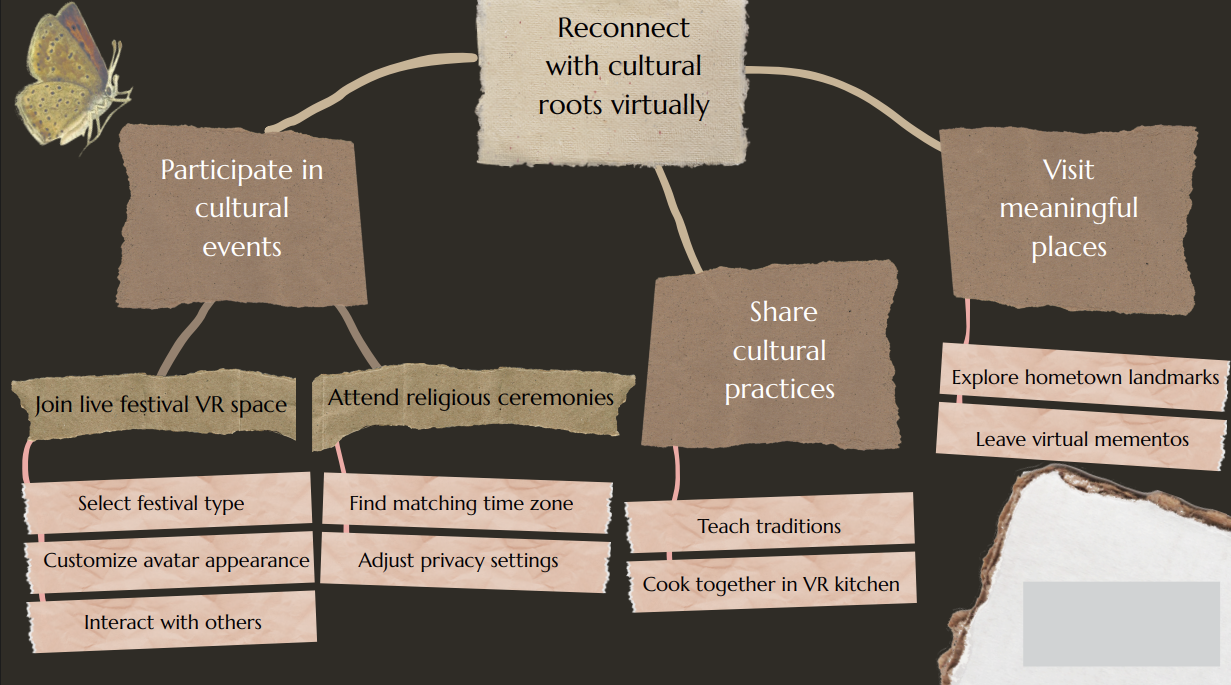 Reconnect
with cultural
roots virtually
Participate in
cultural
events
Visit
meaningful
places
Share
cultural
practices
Join live festival VR space
Attend religious ceremonies
Explore hometown landmarks
Leave virtual mementos
Select festival type
Customize avatar appearance
Interact with others
Find matching time zone
Adjust privacy settings
Teach traditions
Cook together in VR kitchen